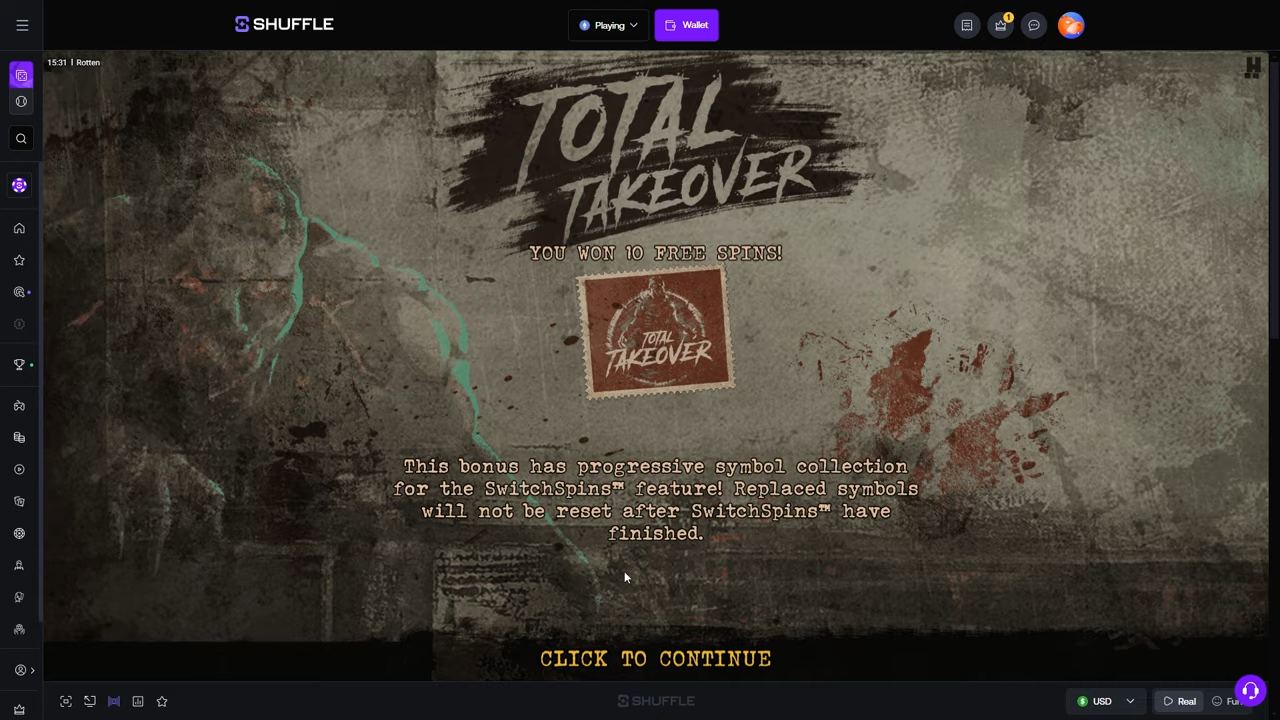 SHUFFLE
Playing
Wallet
1
15:31 | Rotten
TOTAL
TAKEOVER
YOU WON 10 FREE SPINS!
TOTAL
TAKEOVER
This bonus has progressive symbol collection
for the SwitchSpins™ feature! Replaced symbols
will not be reset after SwitchSpins™ have
finished.
CLICK TO CONTINUE
SHUFFLE
USD
Real